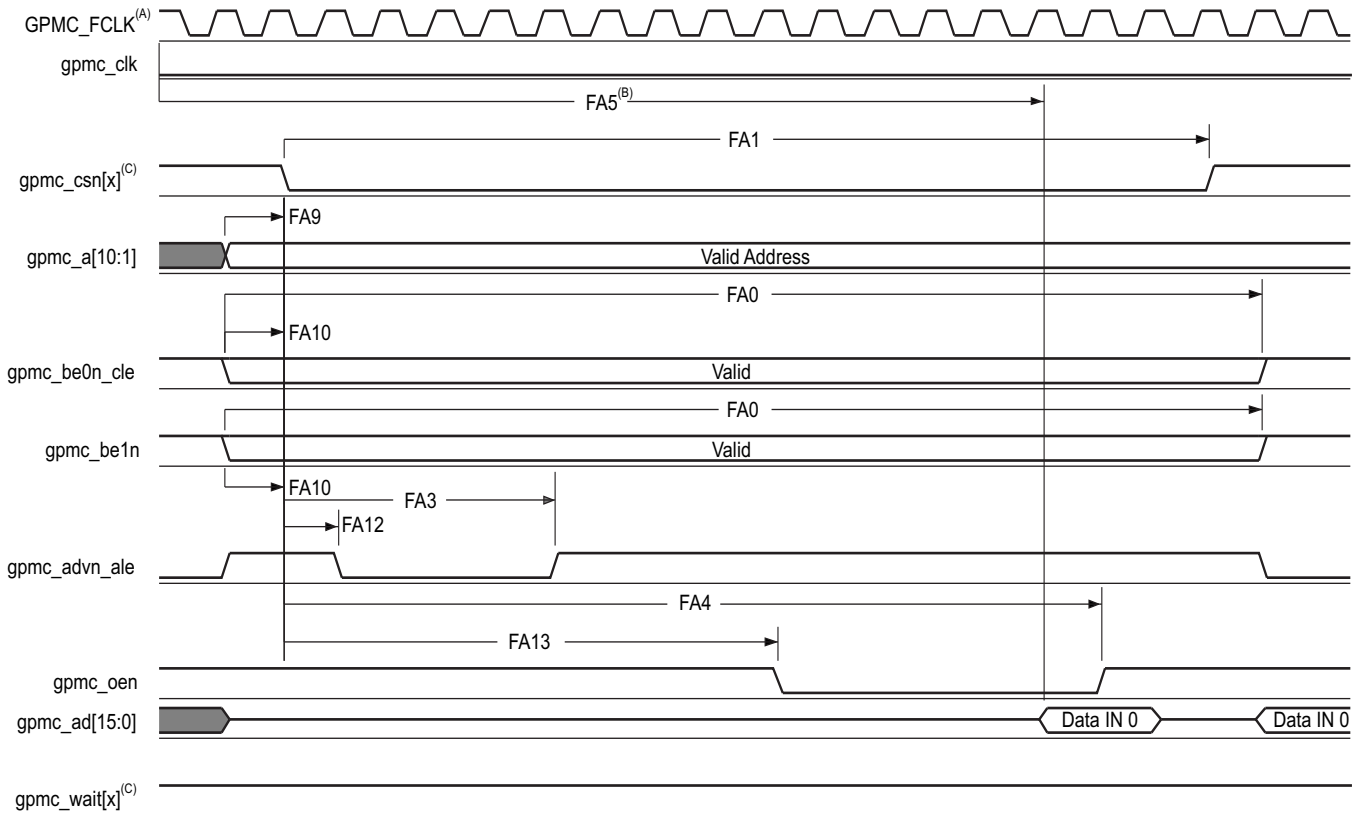 GPMC_FCLK(A)
gpmc_clk
FA5(B)
FA1
gpmc_csn[x](C)
FA9
gpmc_a[10:1]
Valid Address
FA0
FA10
gpmc_be0n_cle
Valid
FA0
gpmc_be1n
Valid
FA10
FA3
FA12
gpmc_advn_ale
FA4
FA13
gpmc_oen
gpmc_ad[15:0]
Data IN 0
Data IN 0
gpmc_wait[x](C)